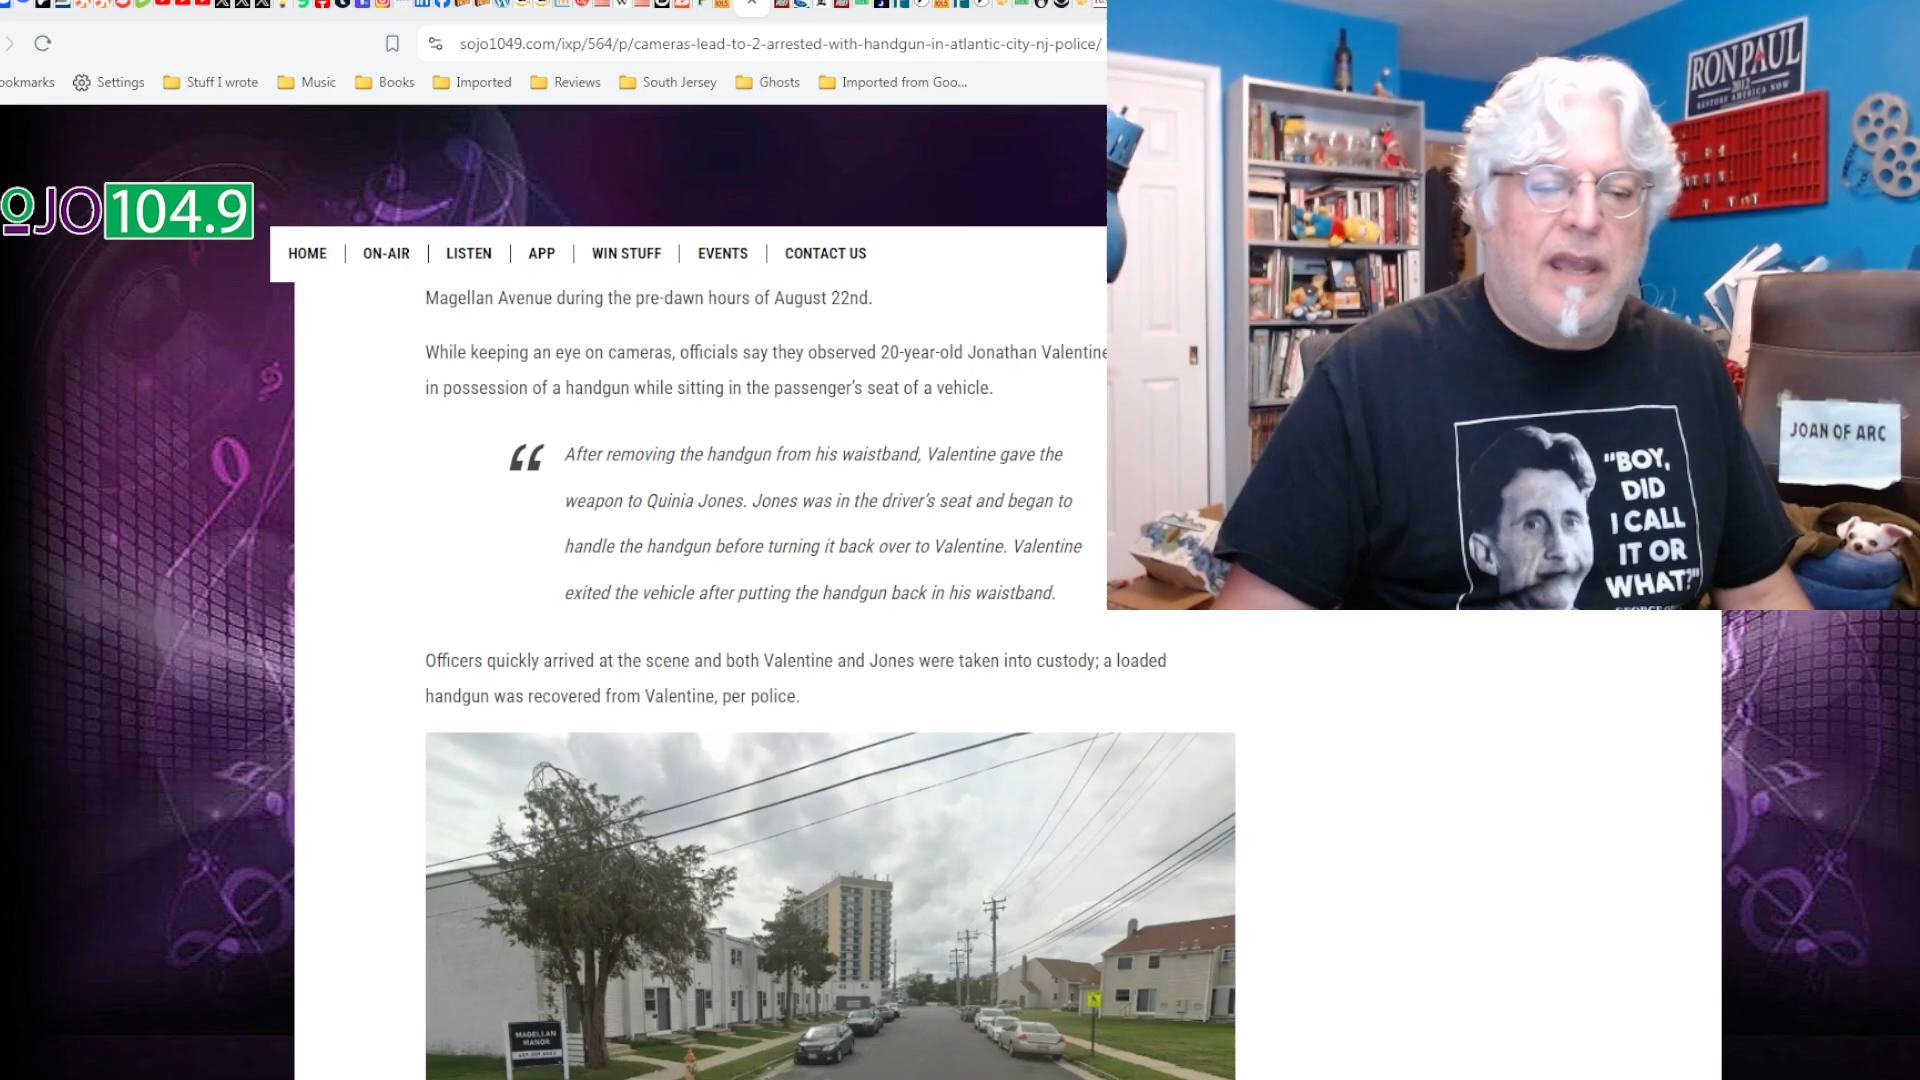 sojo1049.com/ixp/564/p/cameras-lead-to-2-arrested-with-handgun-in-atlantic-city-nj-police/
ookmarks Settings Stuff I wrote Music Books Imported Reviews South Jersey Ghosts Imported from Goo...
RON PAUL
2012
RESTORE AMERICA NOW
OJO 104.9
HOME ON-AIR LISTEN APP WIN STUFF EVENTS CONTACT US
Magellan Avenue during the pre-dawn hours of August 22nd.
While keeping an eye on cameras, officials say they observed 20-year-old Jonathan Valentine
in possession of a handgun while sitting in the passenger's seat of a vehicle.
“ After removing the handgun from his waistband, Valentine gave the
weapon to Quinia Jones. Jones was in the driver's seat and began to
handle the handgun before turning it back over to Valentine. Valentine
exited the vehicle after putting the handgun back in his waistband.
JOAN OF ARC
"BOY,
DID
I CALL
IT OR
WHAT?"
Officers quickly arrived at the scene and both Valentine and Jones were taken into custody; a loaded
handgun was recovered from Valentine, per police.
MAGELLAN
MANOR